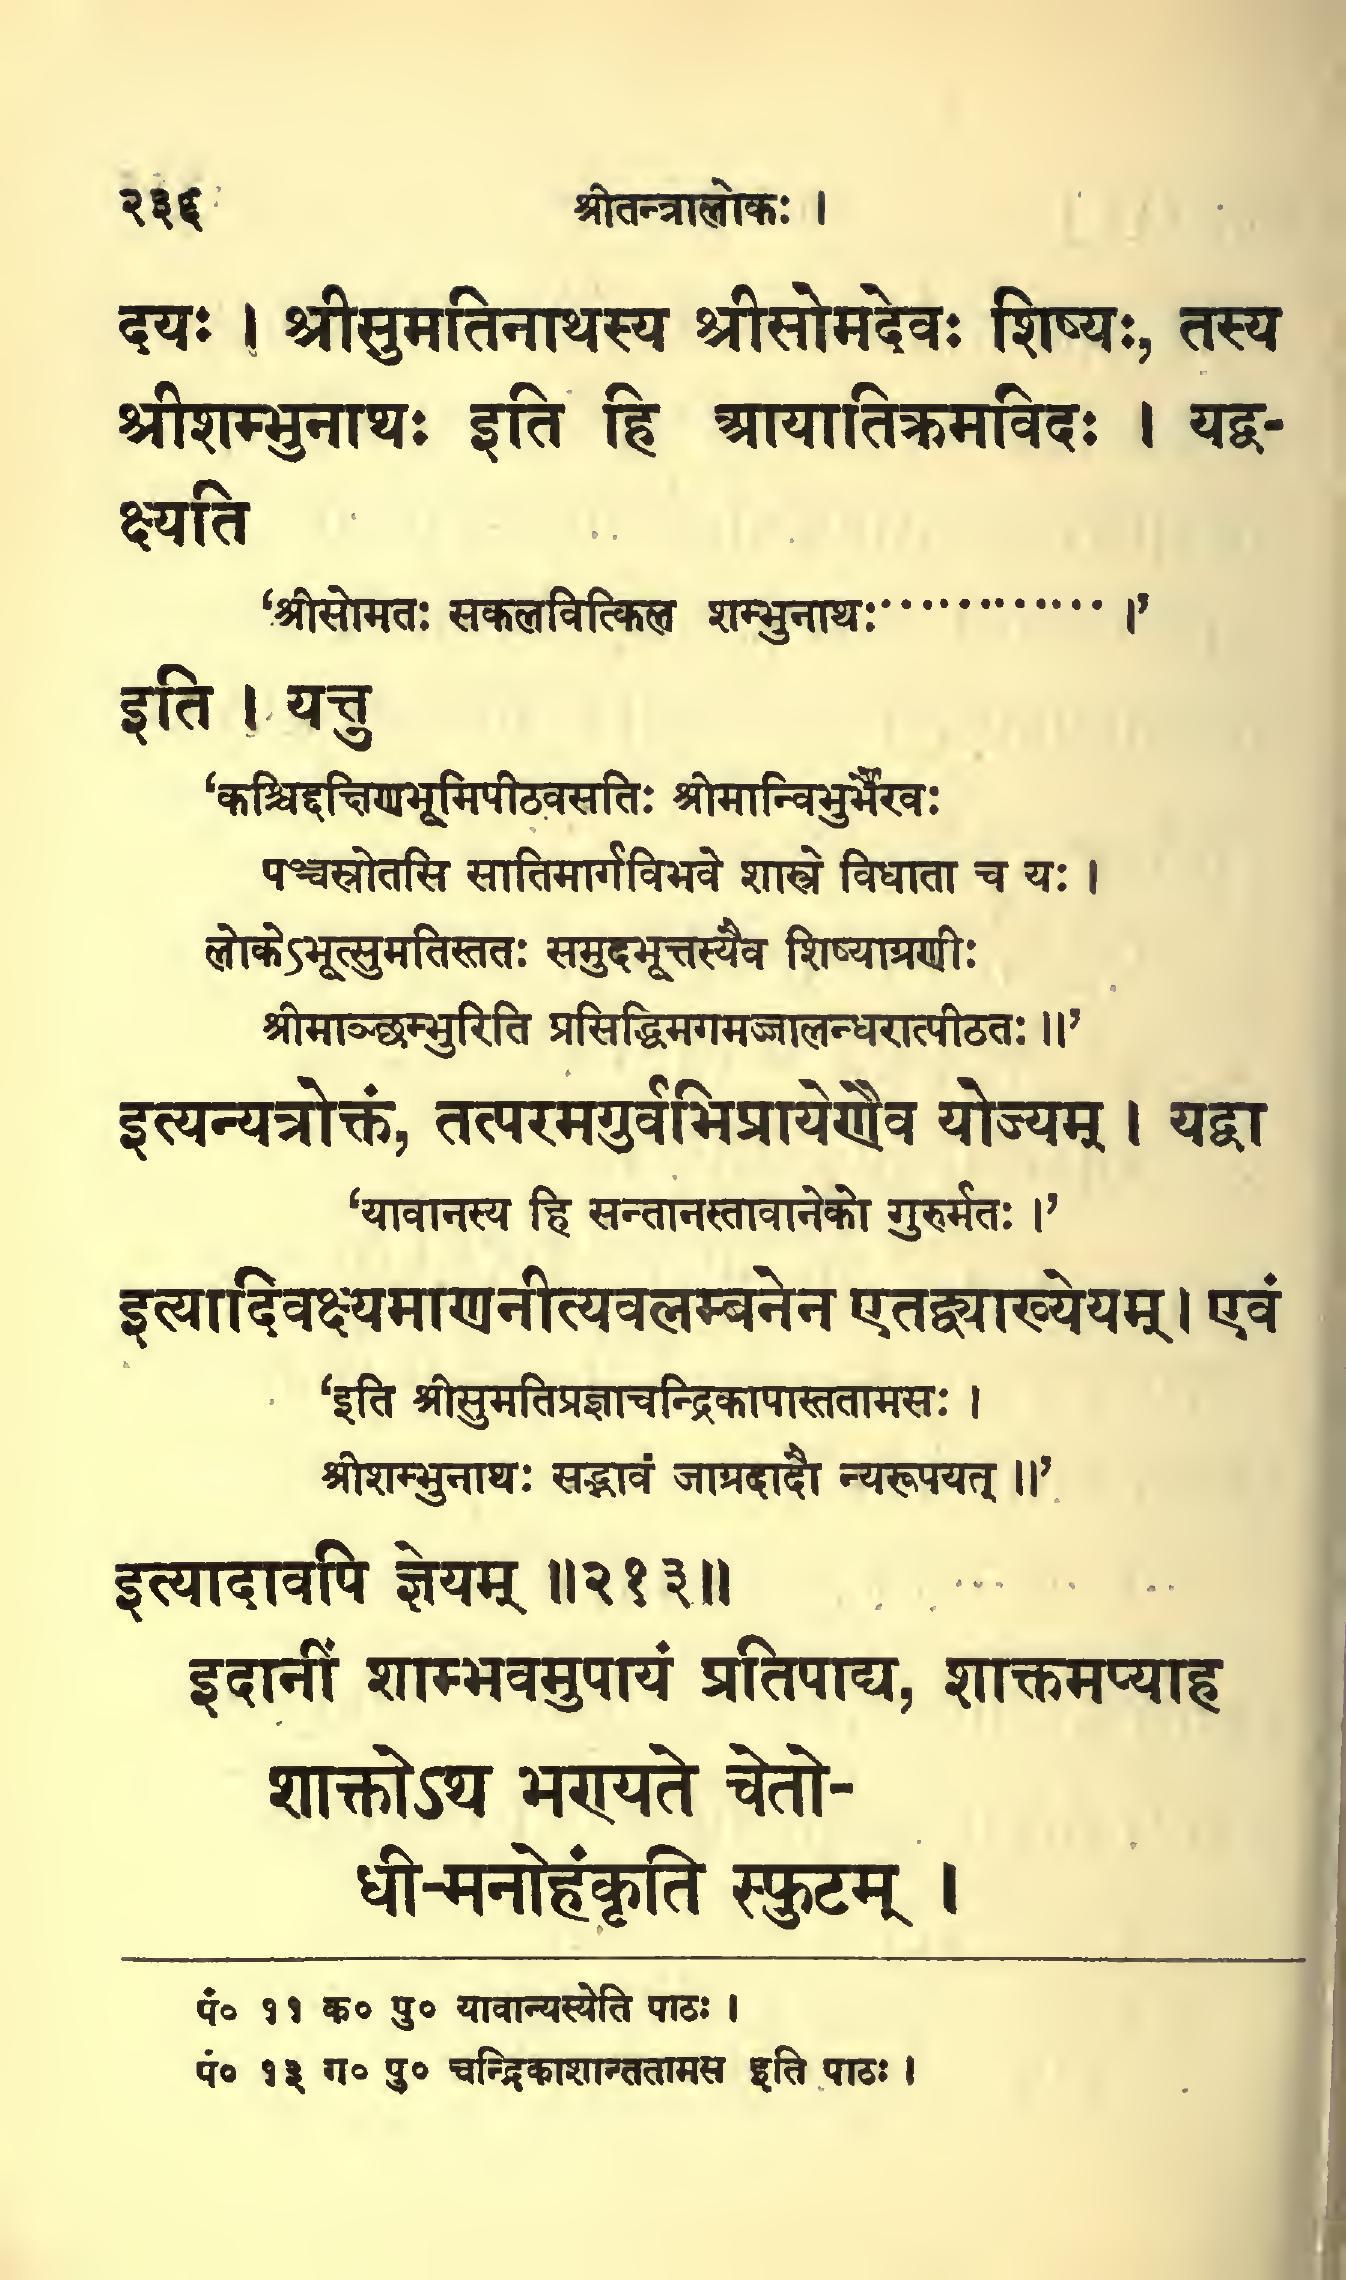 २३६ श्रीतन्त्रालोकः ।
दयः । श्रीसुमतिनाथस्य श्रीसोमदेवः शिष्यः, तस्य
श्रीशम्भुनाथः इति हि आयातिक्रमविदः । यद्व-
क्ष्यति
‘श्रीसोमतः सकलवित्किल शम्भुनाथः.............. ।’
इति । यत्तु
‘कश्चिद्दक्षिणभूमिपीठवसतिः श्रीमान्विभुर्भैरवः
पञ्चस्रोतसि सातिमार्गविभवे शास्त्रे विधाता च यः ।
लोकेऽभूत्सुमतिस्ततः समुदभूत्तस्यैव शिष्याग्रणीः
श्रीमाञ्छम्भुरिति प्रसिद्धिमगमज्जालन्धरात्पीठतः ॥’
इत्यन्यत्रोक्तं, तत्परमगुर्वभिप्रायेणैव योज्यम् । यद्वा
‘यावानस्य हि सन्तानस्तावानेको गुरुर्मतः ।’
इत्यादिवक्ष्यमाणनीत्यवलम्बनेन एतद्व्याख्येयम् । एवं
‘इति श्रीसुमतिप्रज्ञाचन्द्रिकापास्ततामसः ।
श्रीशम्भुनाथः सद्भावं जाग्रदादौ न्यरूपयत् ॥’
इत्यादावपि ज्ञेयम् ॥२१३॥
इदानीं शाम्भवमुपायं प्रतिपाद्य, शाक्तमप्याह
शाक्तोऽथ भण्यते चेतो-
धी-मनोहंकृति स्फुटम् ।
पं० ११ क० पु० यावान्यस्येति पाठः ।
पं० १३ ग० पु० चन्द्रिकाशान्ततामस इति पाठः ।